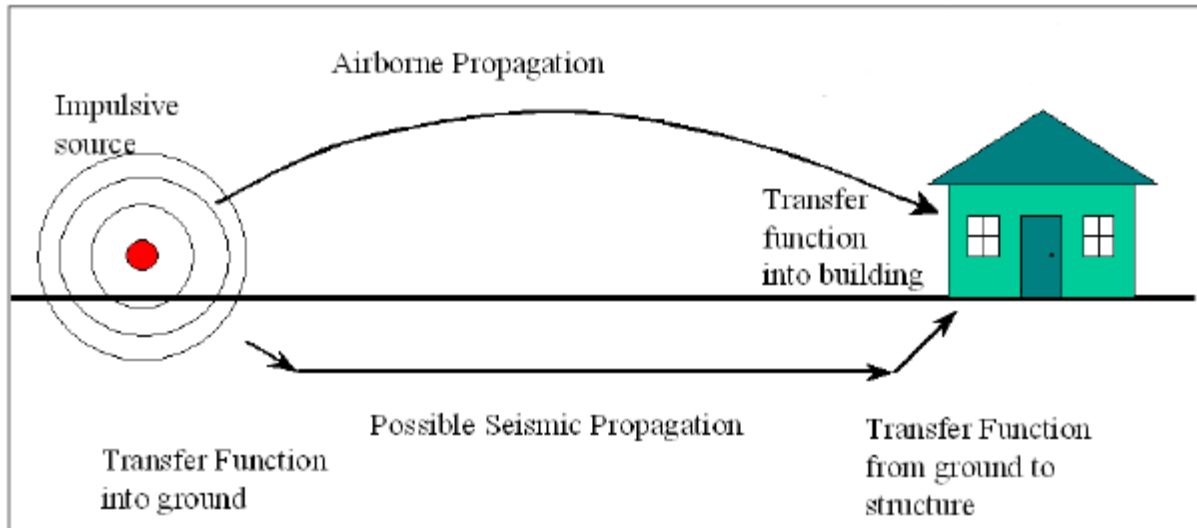 Airborne Propagation
Impulsive
source
Transfer
function
into building
Possible Seismic Propagation
Transfer Function
into ground
Transfer Function
from ground to
structure